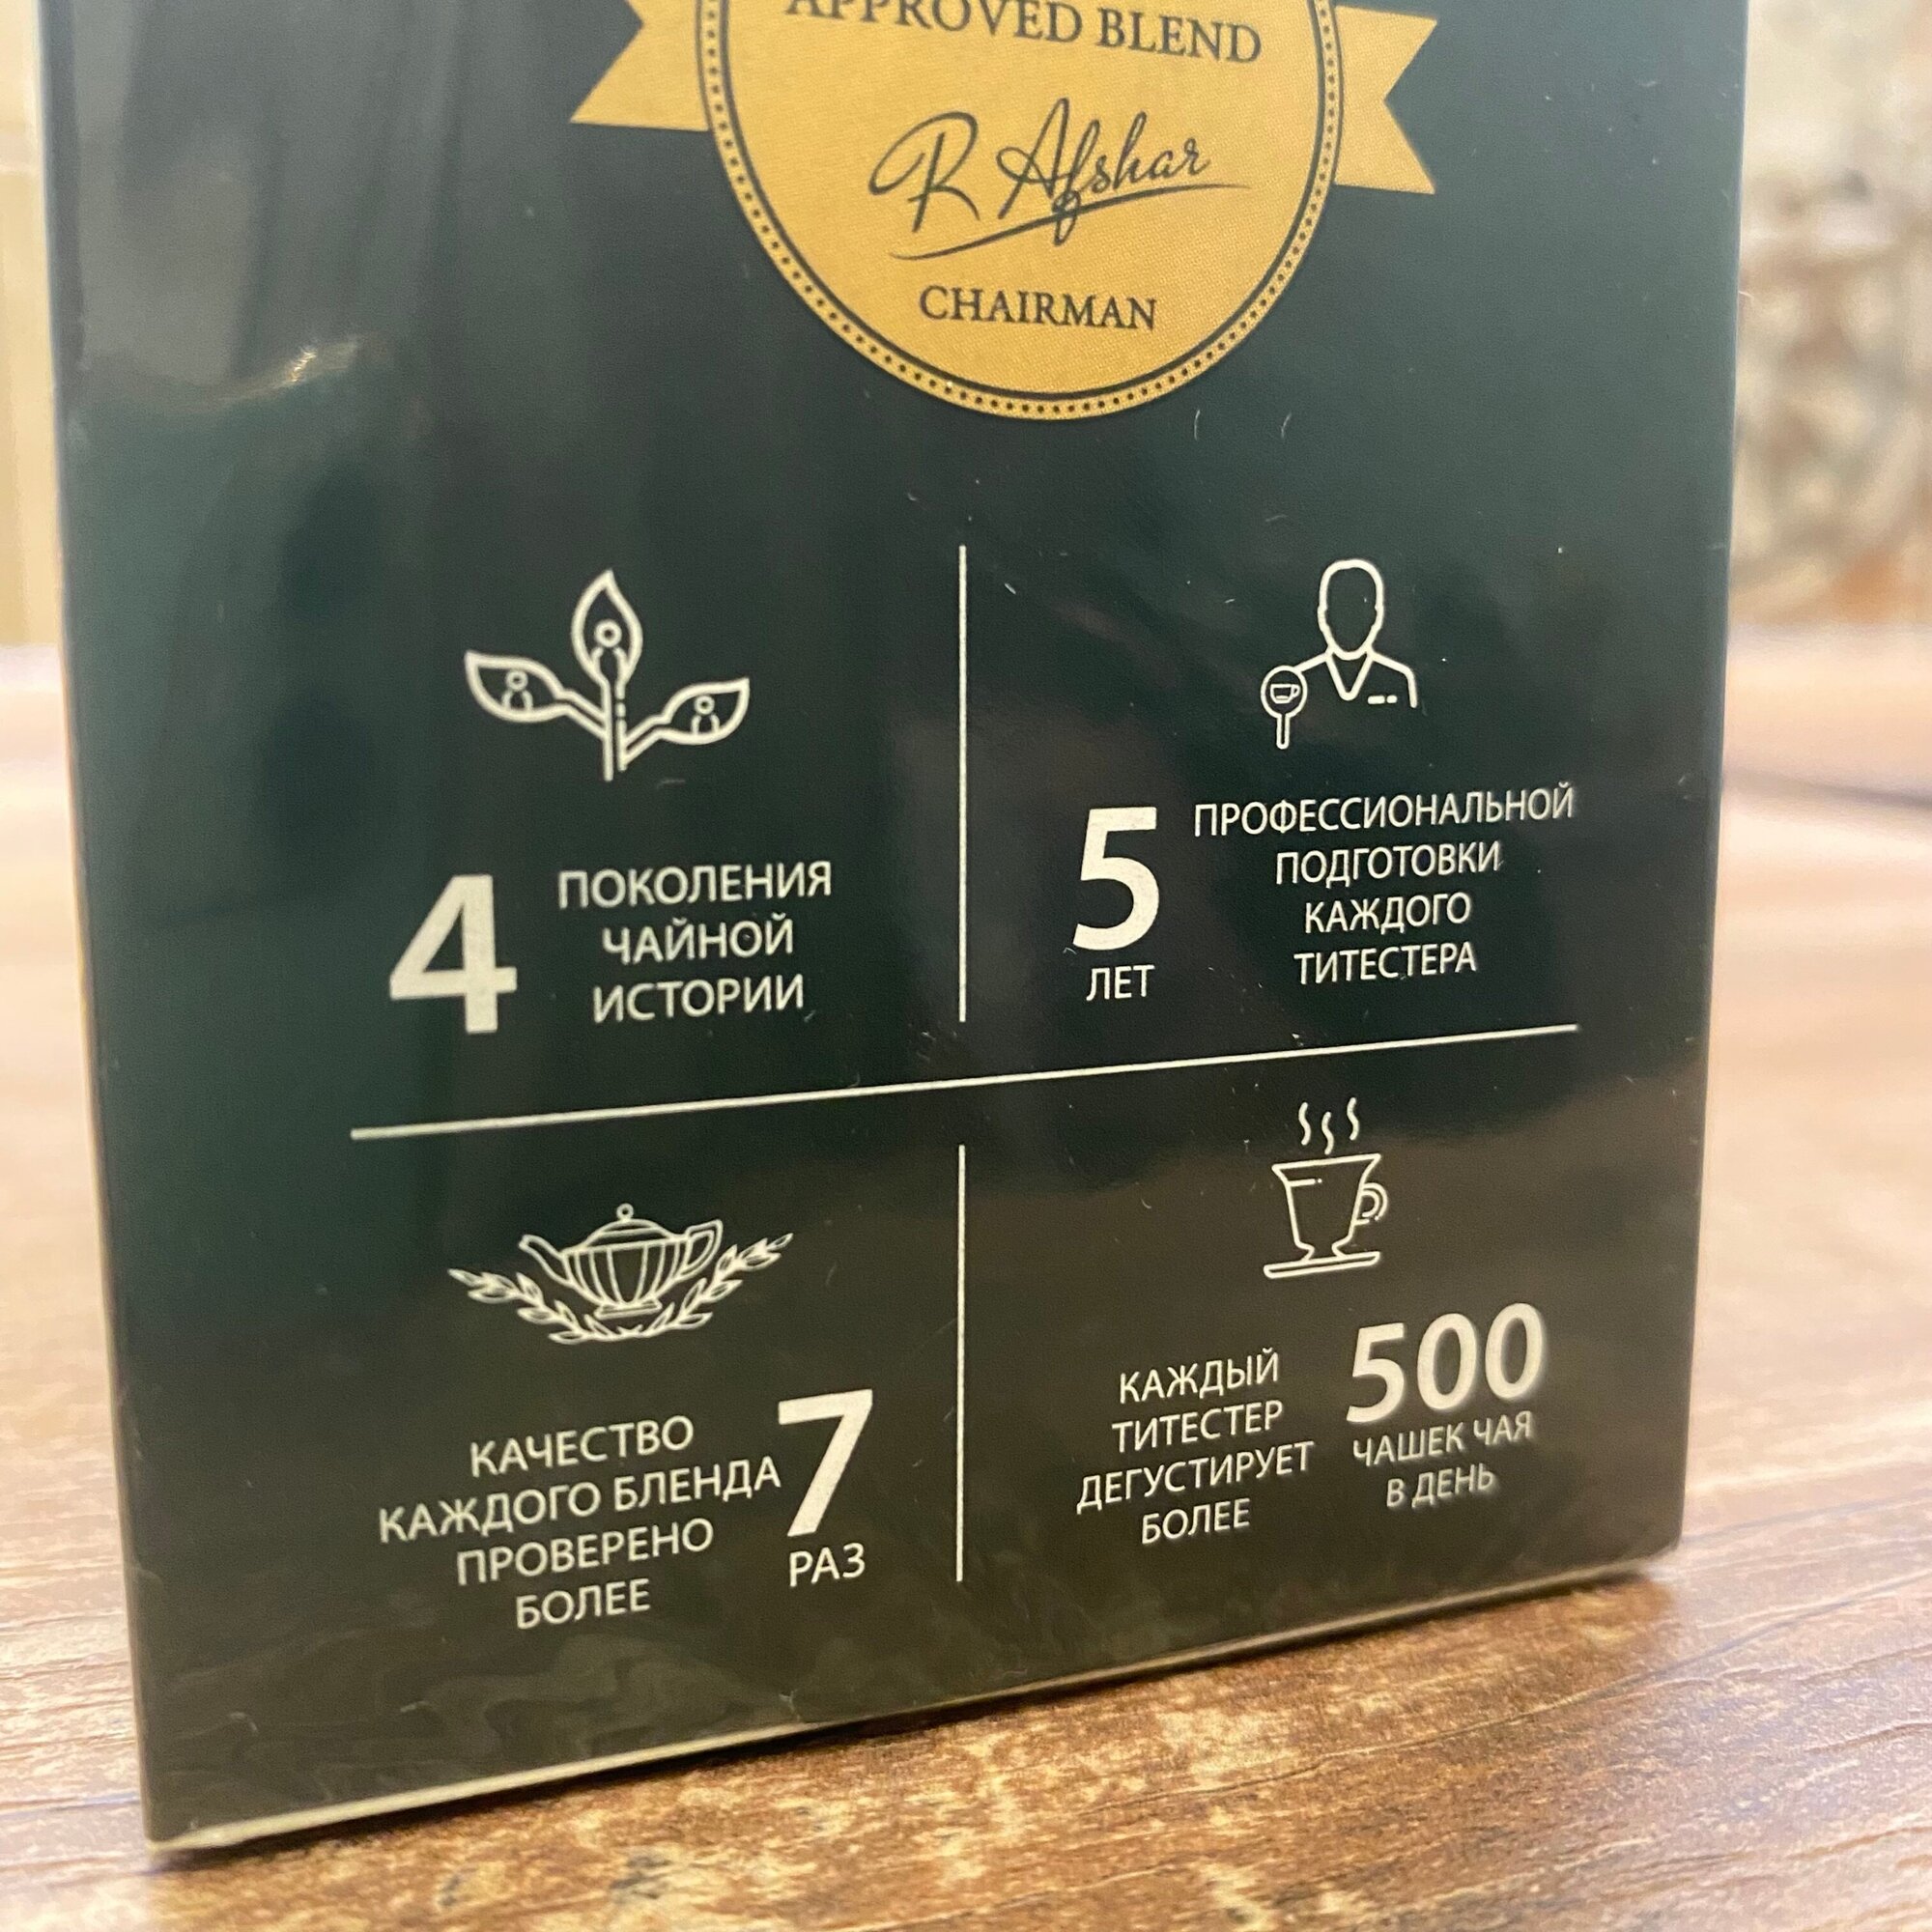 APPROVED BLEND
R Afshar
CHAIRMAN
4
ПОКОЛЕНИЯ
ЧАЙНОЙ
ИСТОРИИ
5
ЛЕТ
ПРОФЕССИОНАЛЬНОЙ
ПОДГОТОВКИ
КАЖДОГО
ТИТЕСТЕРА
КАЧЕСТВО
КАЖДОГО БЛЕНДА
ПРОВЕРЕНО
БОЛЕЕ
7
РАЗ
КАЖДЫЙ
ТИТЕСТЕР
ДЕГУСТИРУЕТ
БОЛЕЕ
500
ЧАШЕК ЧАЯ
В ДЕНЬ